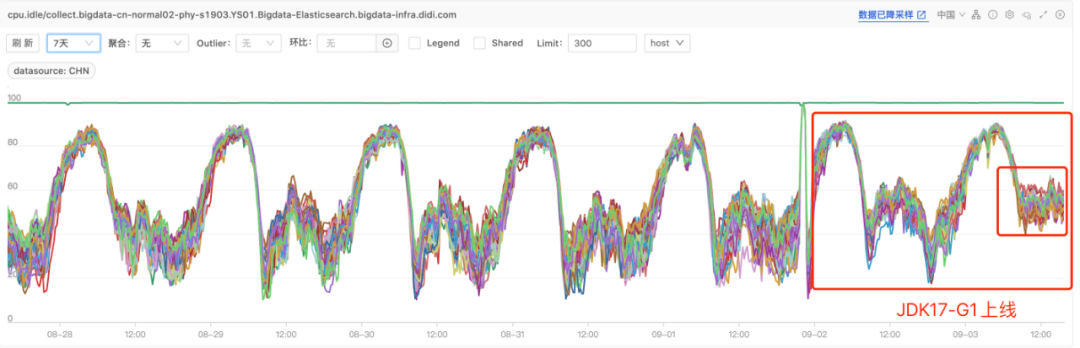 cpu.idle/collect.bigdata-cn-normal02-phy-s1903.YS01.Bigdata-Elasticsearch.bigdata-infra.didi.com 数据已降采样 中国
刷新 7天 聚合: 无 Outlier: 无 环比: 无 Legend Shared Limit: 300 host
datasource: CHN
100
80
60
40
20
0
08-28 12:00 08-29 12:00 08-30 12:00 08-31 12:00 09-01 12:00 09-02 12:00 09-03 12:00
JDK17-G1上线